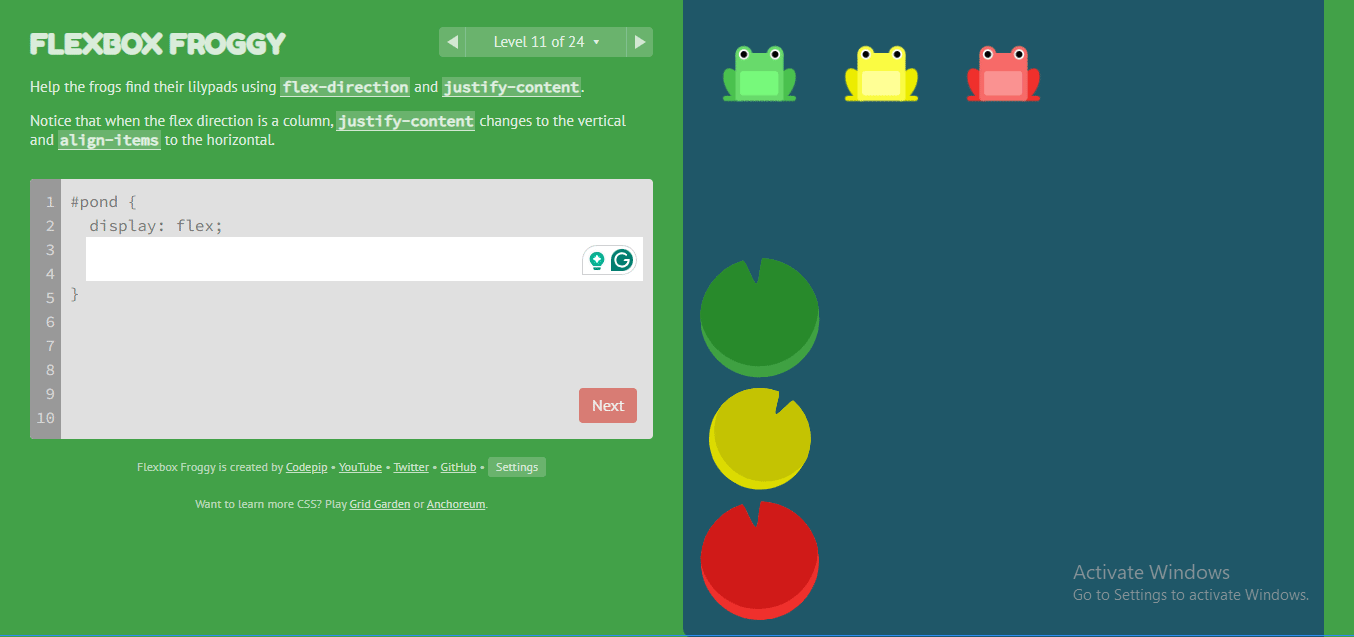 FLEXBOX FROGGY
◀ Level 11 of 24 ▾ ▶
Help the frogs find their lilypads using flex-direction and justify-content.
Notice that when the flex direction is a column, justify-content changes to the vertical
and align-items to the horizontal.
1 #pond {
2 display: flex;
3
4
5 }
6
7
8
9
10
Next
Flexbox Froggy is created by Codepip • YouTube • Twitter • GitHub • Settings
Want to learn more CSS? Play Grid Garden or Anchoreum.
Activate Windows
Go to Settings to activate Windows.